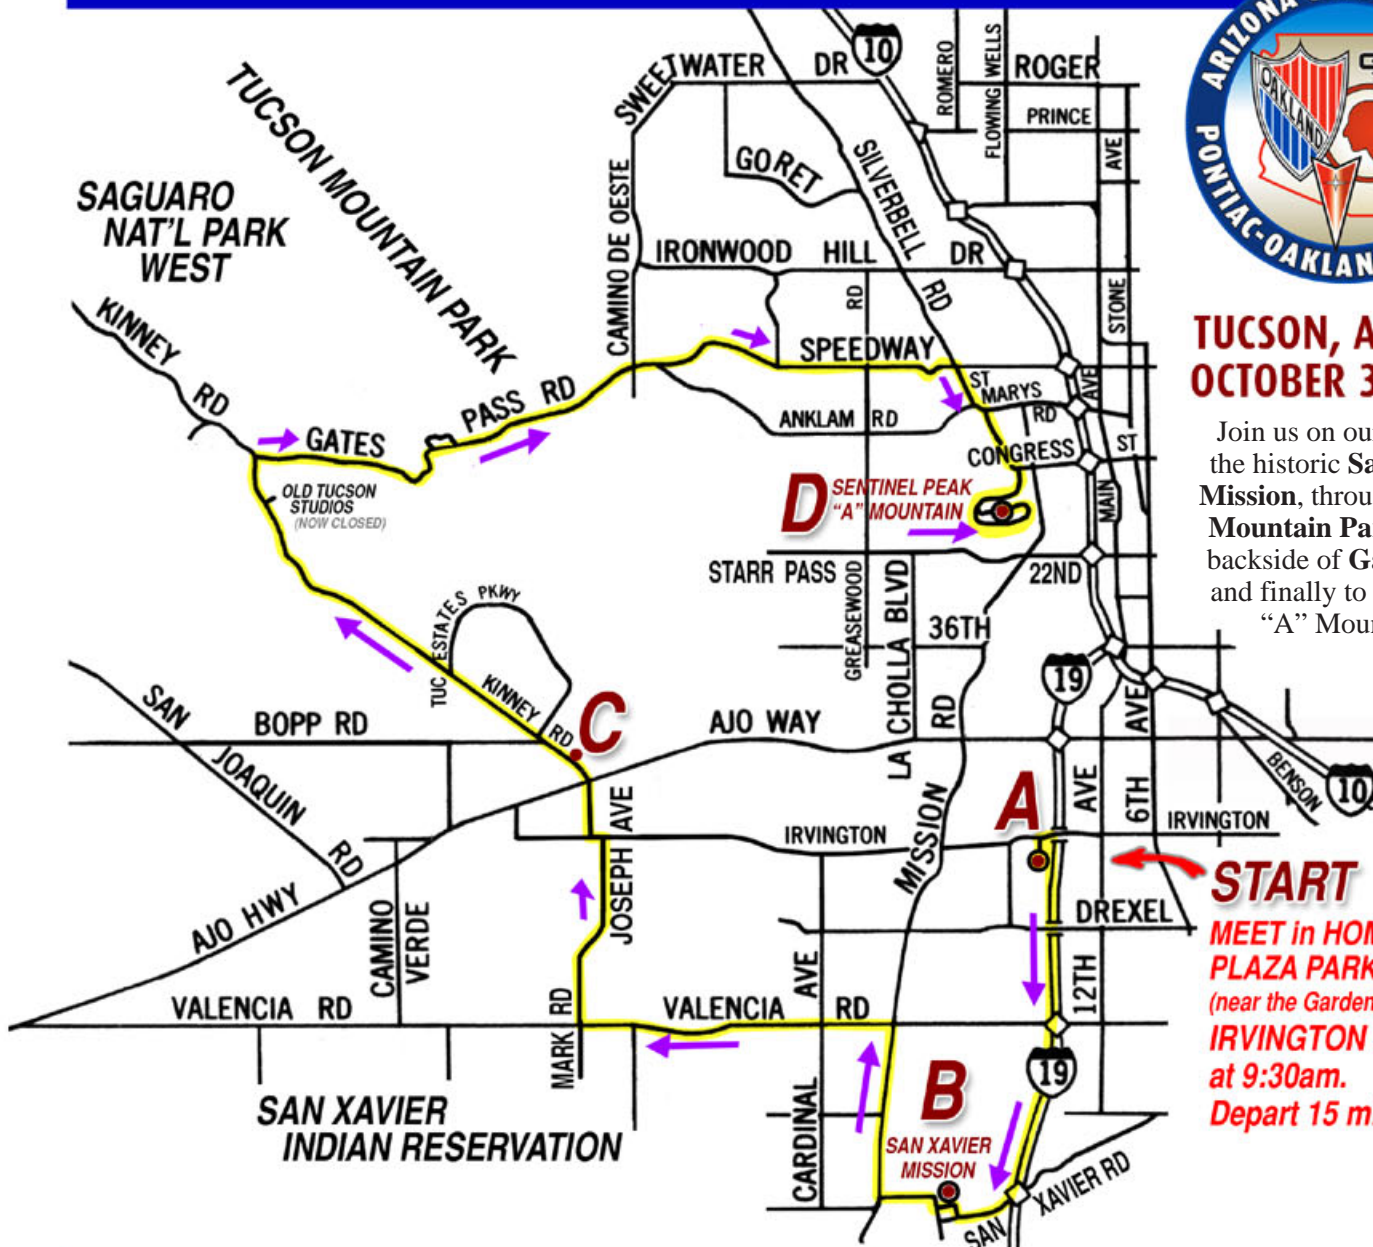 TUCSON MOUNTAIN PARK
SAGUARO
NAT'L PARK
WEST
SWEETWATER DR
10
ROMERO
FLOWING WELLS
ROGER
PRINCE
AVE
GORET
SILVERBELL RD
CAMINO DE OESTE
IRONWOOD HILL DR
RD
STONE
KINNEY RD
SPEEDWAY
ST MARYS RD
AVE
ANKLAM RD
GATES PASS RD
CONGRESS ST
OLD TUCSON
STUDIOS
(NOW CLOSED)
D
SENTINEL PEAK
“A” MOUNTAIN
MAIN
STARR PASS
22ND
GREASEWOOD
LA CHOLLA BLVD
36TH
TUC ESTATES PKWY
KINNEY RD
C
19
SAN JOAQUIN RD
BOPP RD
AJO WAY
MISSION RD
AVE
6TH AVE
BENSON
10
A
IRVINGTON
IRVINGTON
JOSEPH AVE
AJO HWY
CAMINO VERDE
DREXEL
VALENCIA RD
MARK RD
VALENCIA RD
CARDINAL AVE
12TH
19
B
SAN XAVIER
MISSION
SAN XAVIER RD
SAN XAVIER
INDIAN RESERVATION
ARIZONA
PONTIAC-OAKLAN
OAKLAND
TUCSON, A
OCTOBER 3
Join us on ou
the historic Sa
Mission, throu
Mountain Pa
backside of Ga
and finally to
“A” Moun
START
MEET in HOM
PLAZA PARK
(near the Garden
IRVINGTON
at 9:30am.
Depart 15 m